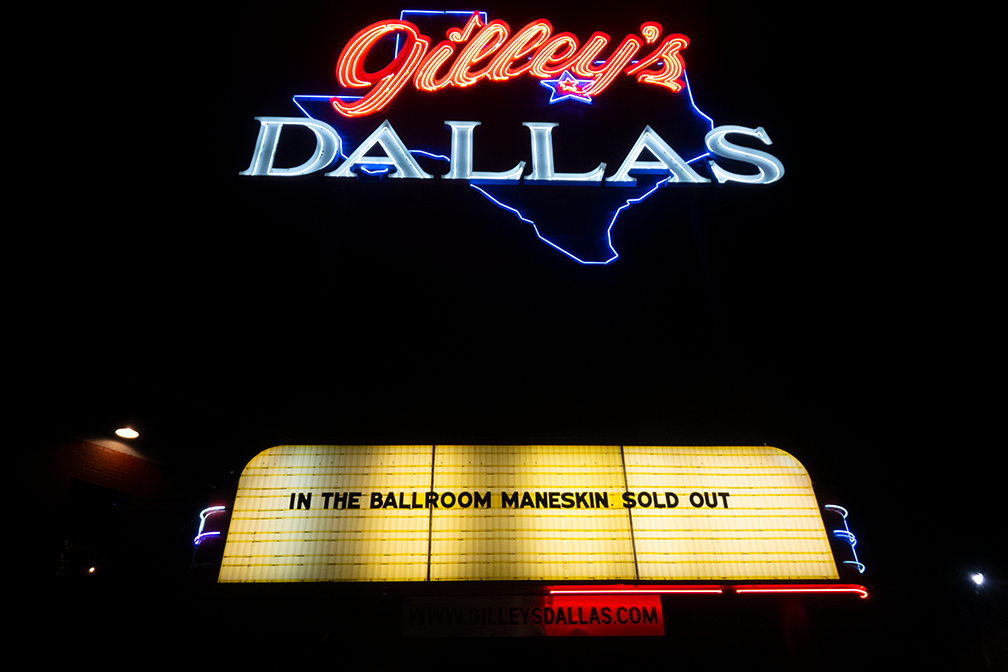 Gilley's
DALLAS
IN THE BALLROOM MANESKIN SOLD OUT
WWW.GILLEYSDALLAS.COM